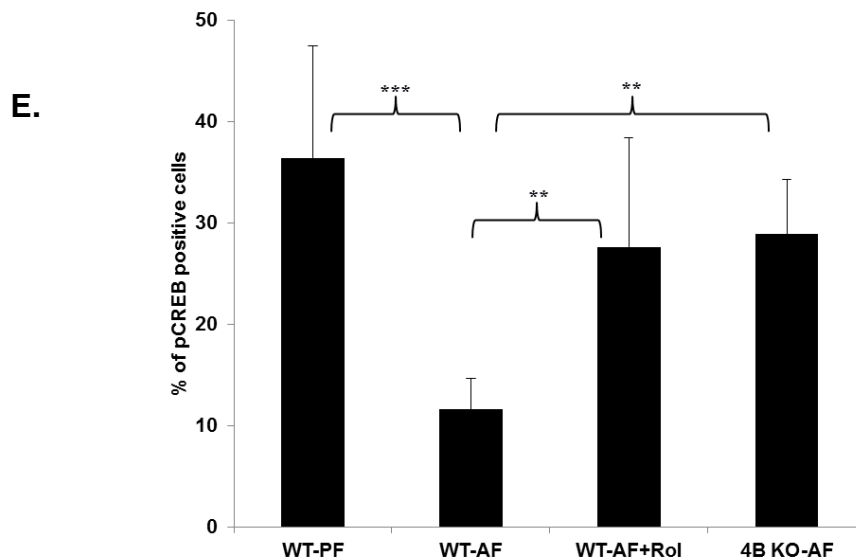 E.
% of pCREB positive cells
50
40
30
20
10
0
***
**
**
WT-PF
WT-AF
WT-AF+Rol
4B KO-AF